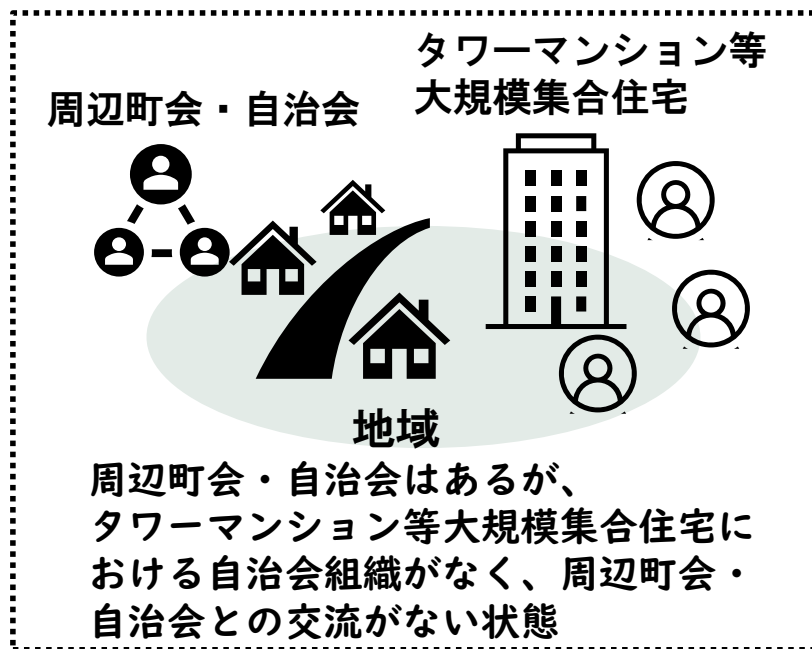 タワーマンション等
大規模集合住宅
周辺町会・自治会
地域
周辺町会・自治会はあるが、
タワーマンション等大規模集合住宅に
おける自治会組織がなく、周辺町会・
自治会との交流がない状態